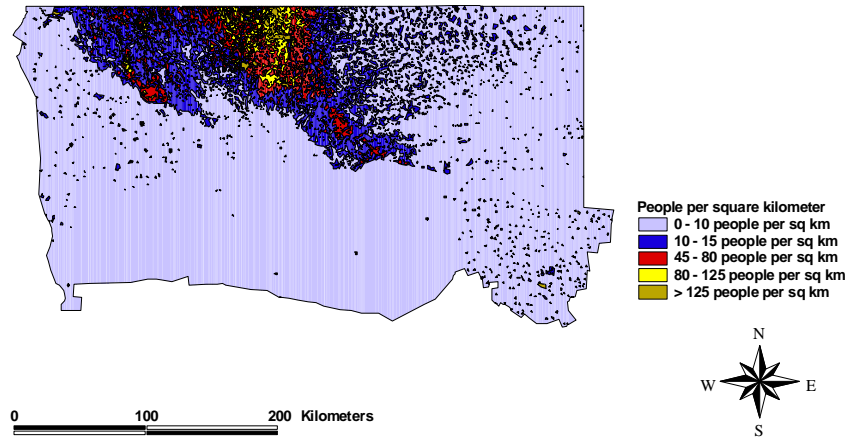 People per square kilometer
0 - 10 people per sq km
10 - 15 people per sq km
45 - 80 people per sq km
80 - 125 people per sq km
> 125 people per sq km
N
W E
S
0 100 200 Kilometers